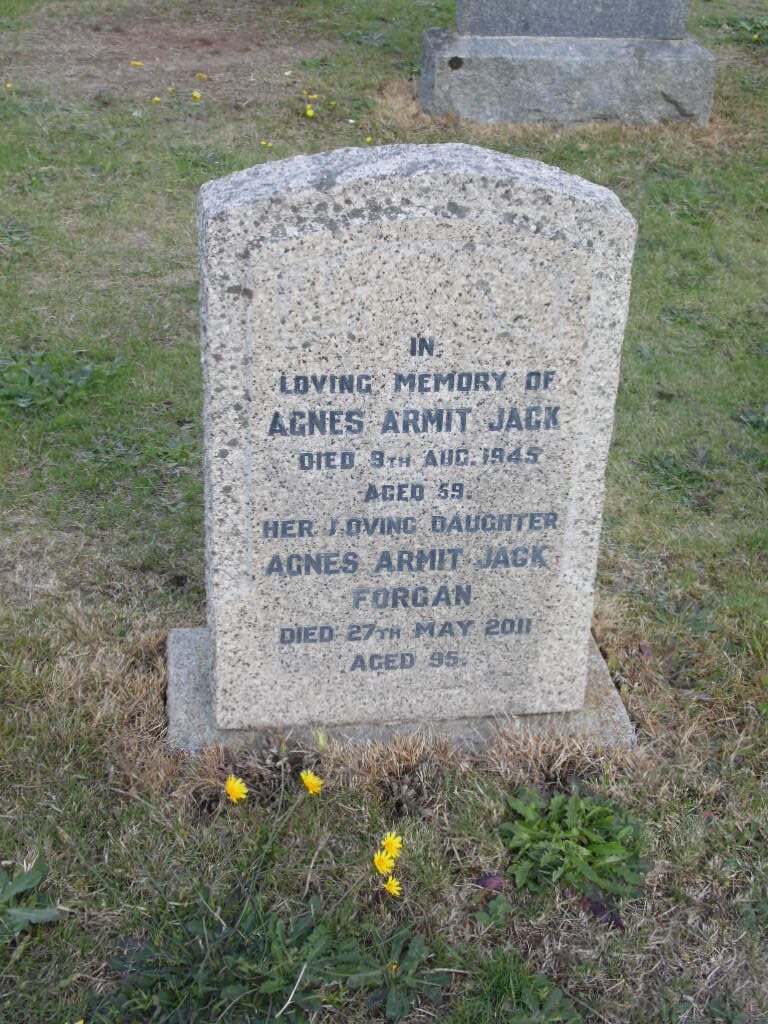 IN
LOVING MEMORY OF
AGNES ARMIT JACK
DIED 9TH AUG. 1945
AGED 59.
HER LOVING DAUGHTER
AGNES ARMIT JACK
FORGAN
DIED 27TH MAY 2011
AGED 95.